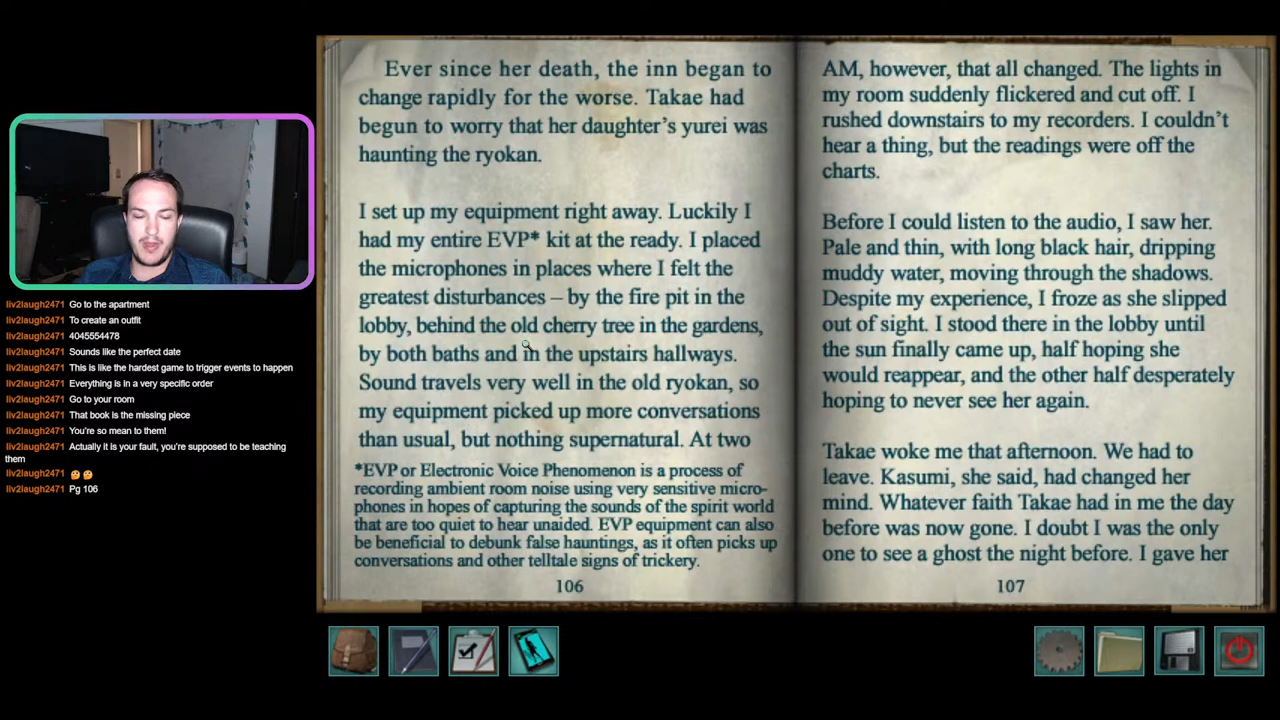 liv2laugh2471 Go to the apartment
liv2laugh2471 To create an outfit
liv2laugh2471 4045554478
liv2laugh2471 Sounds like the perfect date
liv2laugh2471 This is like the hardest game to trigger events to happen
liv2laugh2471 Everything is in a very specific order
liv2laugh2471 Go to your room
liv2laugh2471 That book is the missing piece
liv2laugh2471 You're so mean to them!
liv2laugh2471 Actually it is your fault, you're supposed to be teaching
them
liv2laugh2471 🤔 🤔
liv2laugh2471 Pg 106
Ever since her death, the inn began to
change rapidly for the worse. Takae had
begun to worry that her daughter's yurei was
haunting the ryokan.
I set up my equipment right away. Luckily I
had my entire EVP* kit at the ready. I placed
the microphones in places where I felt the
greatest disturbances – by the fire pit in the
lobby, behind the old cherry tree in the gardens,
by both baths and in the upstairs hallways.
Sound travels very well in the old ryokan, so
my equipment picked up more conversations
than usual, but nothing supernatural. At two
*EVP or Electronic Voice Phenomenon is a process of
recording ambient room noise using very sensitive micro-
phones in hopes of capturing the sounds of the spirit world
that are too quiet to hear unaided. EVP equipment can also
be beneficial to debunk false hauntings, as it often picks up
conversations and other telltale signs of trickery.
106
AM, however, that all changed. The lights in
my room suddenly flickered and cut off. I
rushed downstairs to my recorders. I couldn't
hear a thing, but the readings were off the
charts.
Before I could listen to the audio, I saw her.
Pale and thin, with long black hair, dripping
muddy water, moving through the shadows.
Despite my experience, I froze as she slipped
out of sight. I stood there in the lobby until
the sun finally came up, half hoping she
would reappear, and the other half desperately
hoping to never see her again.
Takae woke me that afternoon. We had to
leave. Kasumi, she said, had changed her
mind. Whatever faith Takae had in me the day
before was now gone. I doubt I was the only
one to see a ghost the night before. I gave her
107